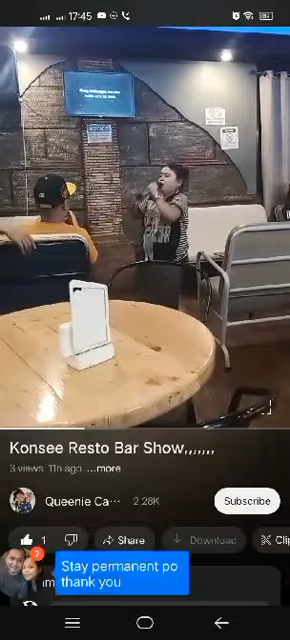 17:45
Konsee Resto Bar Show,,,,,,,
3 views 11h ago ...more
Queenie Ca... 2.28K Subscribe
1 Share Download Clip
Stay permanent po
thank you